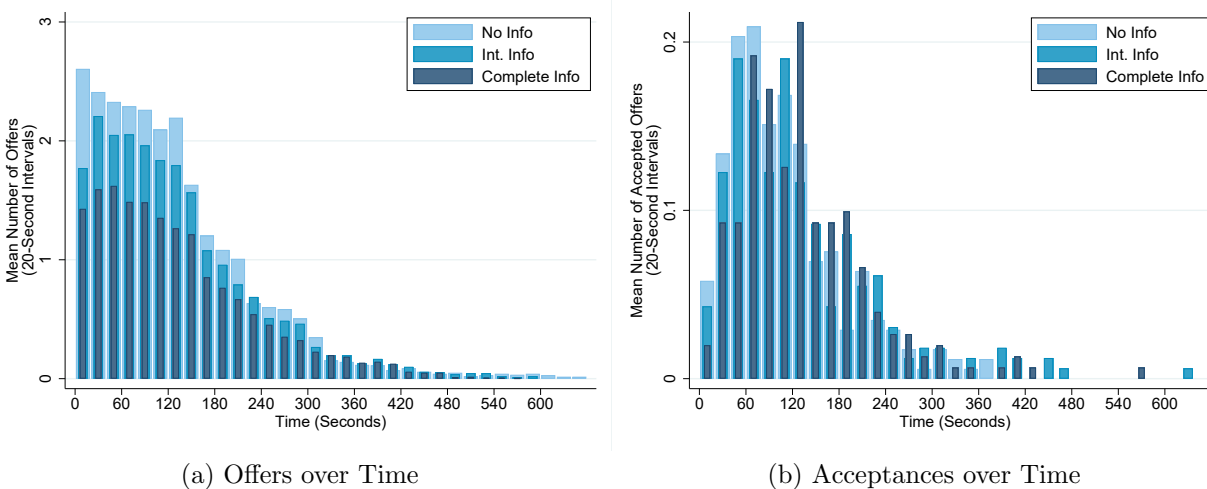 Mean Number of Offers
(20-Second Intervals)
3
2
1
0
No Info
Int. Info
Complete Info
0 60 120 180 240 300 360 420 480 540 600
Time (Seconds)
(a) Offers over Time
Mean Number of Accepted Offers
(20-Second Intervals)
0.2
0.1
0
No Info
Int. Info
Complete Info
0 60 120 180 240 300 360 420 480 540 600
Time (Seconds)
(b) Acceptances over Time